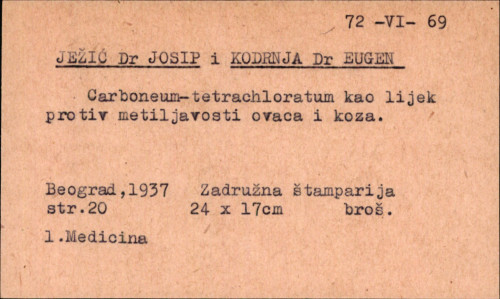 72 -VI- 69
JEŽIĆ Dr JOSIP i KODRNJA Dr EUGEN
Carboneum-tetrachloratum kao lijek
protiv metiljavosti ovaca i koza.
Beograd,1937 Zadružna štamparija
str.20 24 x 17cm broš.
1.Medicina